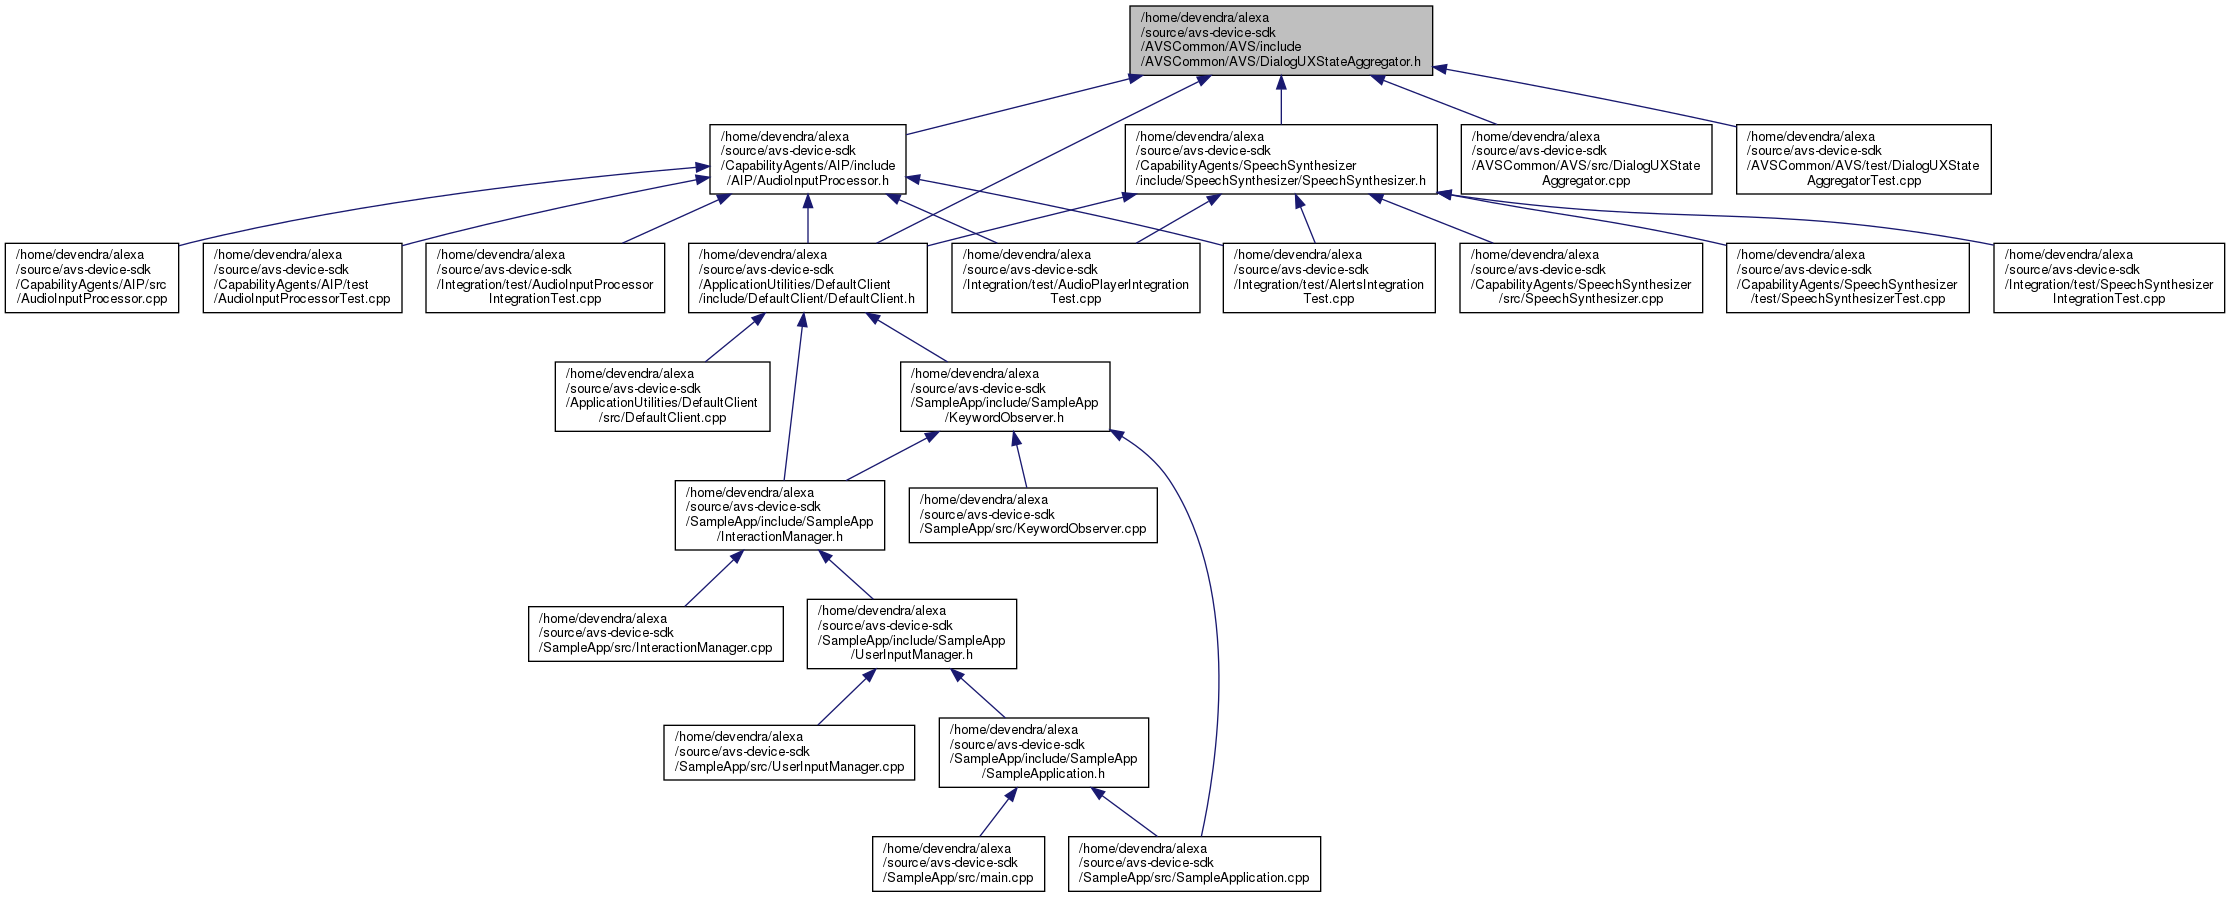 /home/devendra/alexa
/source/avs-device-sdk
/AVSCommon/AVS/include
/AVSCommon/AVS/DialogUXStateAggregator.h
/home/devendra/alexa
/source/avs-device-sdk
/CapabilityAgents/AIP/include
/AIP/AudioInputProcessor.h
/home/devendra/alexa
/source/avs-device-sdk
/CapabilityAgents/SpeechSynthesizer
/include/SpeechSynthesizer/SpeechSynthesizer.h
/home/devendra/alexa
/source/avs-device-sdk
/AVSCommon/AVS/src/DialogUXState
Aggregator.cpp
/home/devendra/alexa
/source/avs-device-sdk
/AVSCommon/AVS/test/DialogUXState
AggregatorTest.cpp
/home/devendra/alexa
/source/avs-device-sdk
/CapabilityAgents/AIP/src
/AudioInputProcessor.cpp
/home/devendra/alexa
/source/avs-device-sdk
/CapabilityAgents/AIP/test
/AudioInputProcessorTest.cpp
/home/devendra/alexa
/source/avs-device-sdk
/Integration/test/AudioInputProcessor
IntegrationTest.cpp
/home/devendra/alexa
/source/avs-device-sdk
/ApplicationUtilities/DefaultClient
/include/DefaultClient/DefaultClient.h
/home/devendra/alexa
/source/avs-device-sdk
/Integration/test/AudioPlayerIntegration
Test.cpp
/home/devendra/alexa
/source/avs-device-sdk
/Integration/test/AlertsIntegration
Test.cpp
/home/devendra/alexa
/source/avs-device-sdk
/CapabilityAgents/SpeechSynthesizer
/src/SpeechSynthesizer.cpp
/home/devendra/alexa
/source/avs-device-sdk
/CapabilityAgents/SpeechSynthesizer
/test/SpeechSynthesizerTest.cpp
/home/devendra/alexa
/source/avs-device-sdk
/Integration/test/SpeechSynthesizer
IntegrationTest.cpp
/home/devendra/alexa
/source/avs-device-sdk
/ApplicationUtilities/DefaultClient
/src/DefaultClient.cpp
/home/devendra/alexa
/source/avs-device-sdk
/SampleApp/include/SampleApp
/KeywordObserver.h
/home/devendra/alexa
/source/avs-device-sdk
/SampleApp/include/SampleApp
/InteractionManager.h
/home/devendra/alexa
/source/avs-device-sdk
/SampleApp/src/KeywordObserver.cpp
/home/devendra/alexa
/source/avs-device-sdk
/SampleApp/src/InteractionManager.cpp
/home/devendra/alexa
/source/avs-device-sdk
/SampleApp/include/SampleApp
/UserInputManager.h
/home/devendra/alexa
/source/avs-device-sdk
/SampleApp/src/UserInputManager.cpp
/home/devendra/alexa
/source/avs-device-sdk
/SampleApp/include/SampleApp
/SampleApplication.h
/home/devendra/alexa
/source/avs-device-sdk
/SampleApp/src/main.cpp
/home/devendra/alexa
/source/avs-device-sdk
/SampleApp/src/SampleApplication.cpp